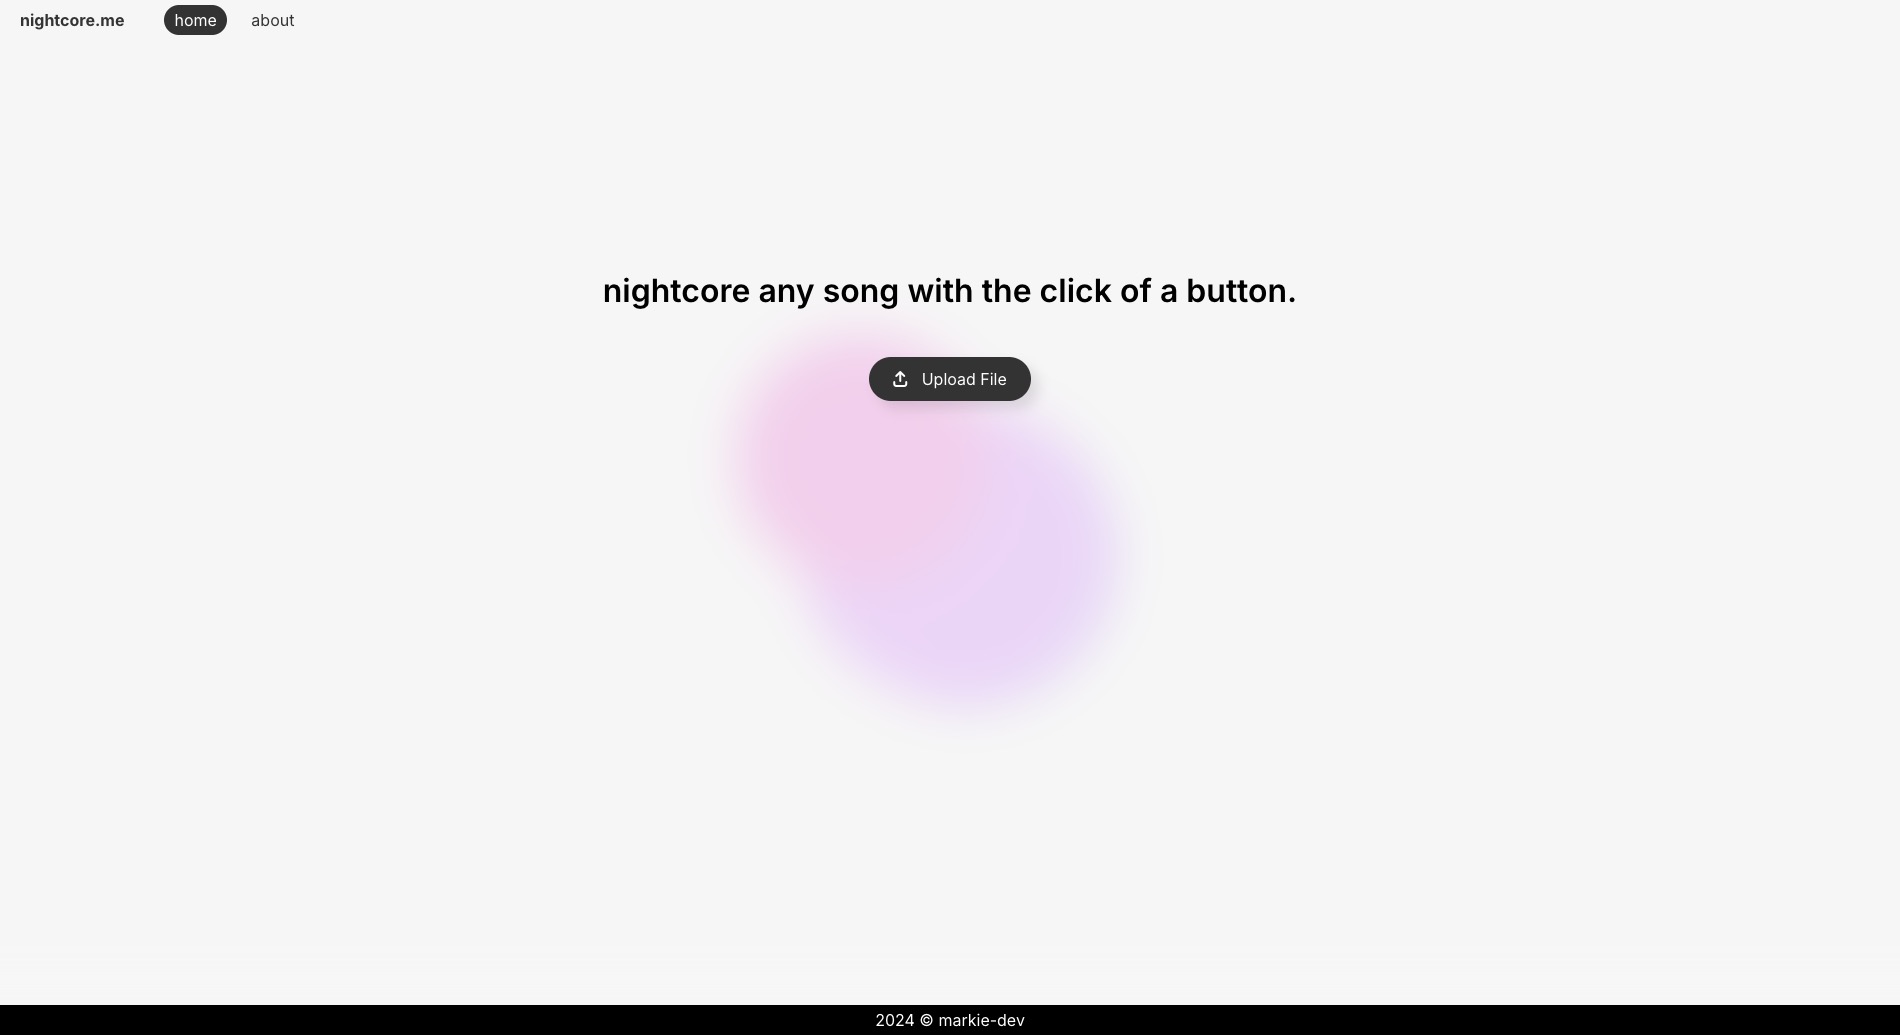 nightcore.me home about
nightcore any song with the click of a button.
Upload File
2024 © markie-dev